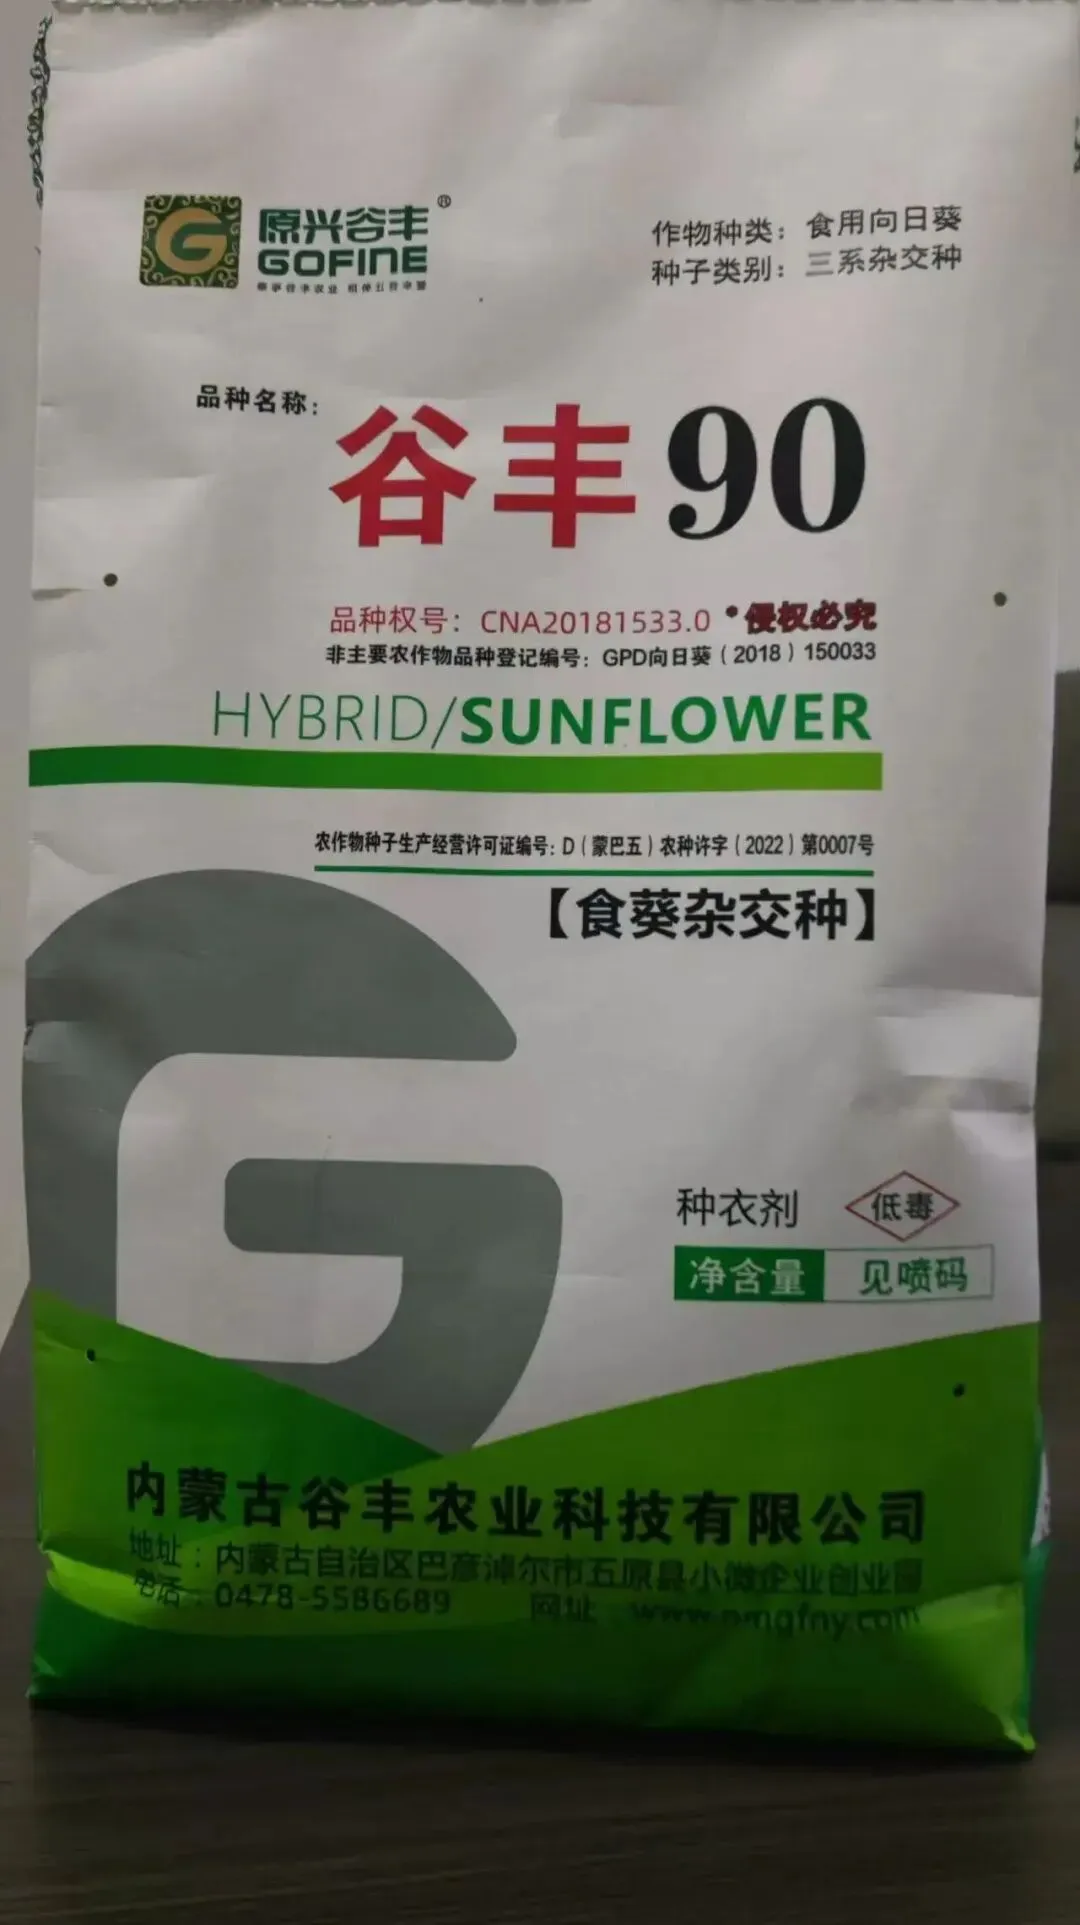 G 原兴谷丰®
GOFINE
作物种类：食用向日葵
种子类别：三系杂交种
品种名称：谷丰90
品种权号：CNA20181533.0 •侵权必究
非主要农作物品种登记编号：GPD向日葵（2018）150033
HYBRID/SUNFLOWER
农作物种子生产经营许可证编号：D（蒙巴五）农种许字（2022）第0007号
【食葵杂交种】
G
种衣剂 低毒
净含量 见喷码
内蒙古谷丰农业科技有限公司
地址：内蒙古自治区巴彦淖尔市五原县小微企业创业园
电话：0478-5586689 网址：www.nmgfny.com